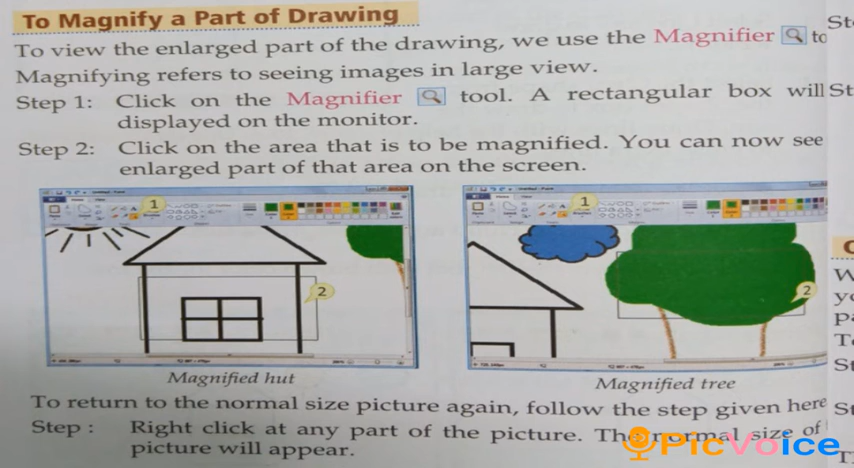 To Magnify a Part of Drawing
To view the enlarged part of the drawing, we use the Magnifier to
Magnifying refers to seeing images in large view.
Step 1: Click on the Magnifier tool. A rectangular box will
displayed on the monitor.
Step 2: Click on the area that is to be magnified. You can now see
enlarged part of that area on the screen.
1
2
Magnified hut
1
2
Magnified tree
To return to the normal size picture again, follow the step given here
Step : Right click at any part of the picture. The normal size of
picture will appear.
PicVoice